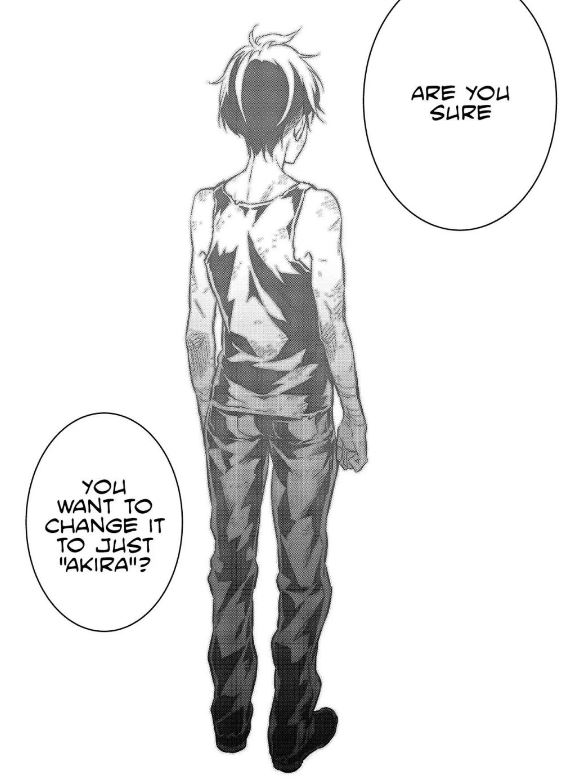 ARE YOU
SURE
YOU
WANT TO
CHANGE IT
TO JUST
"AKIRA"?